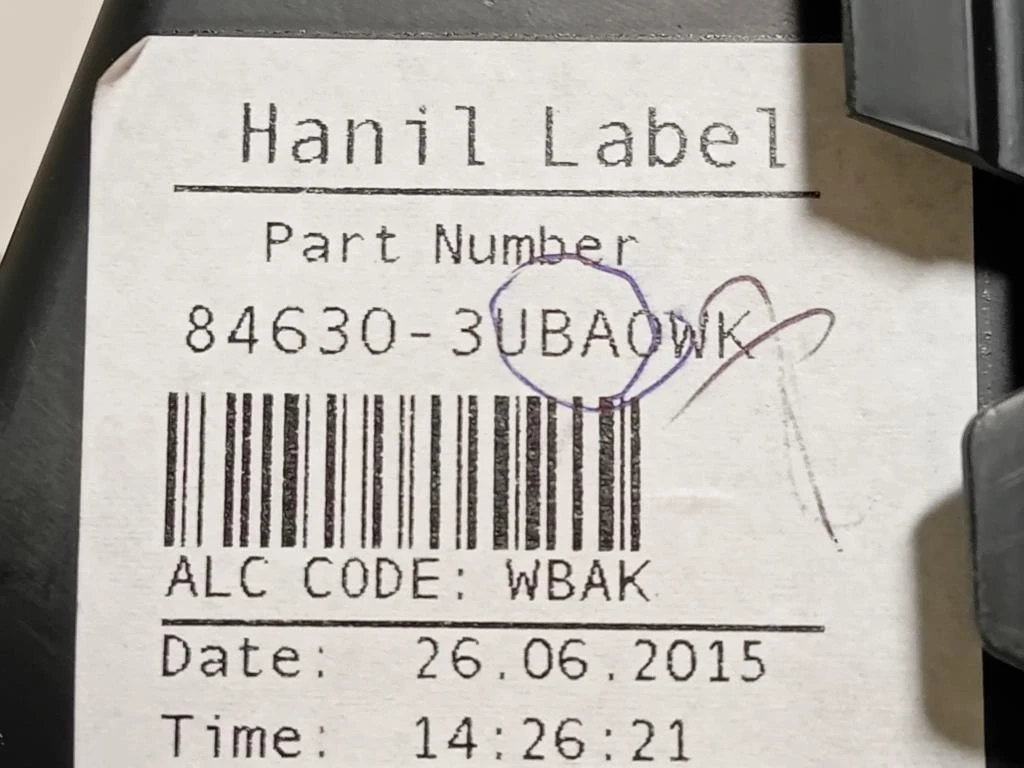 Hanil Label
Part Number
84630-3UBA0WK
ALC CODE: WBAK
Date: 26.06.2015
Time: 14:26:21